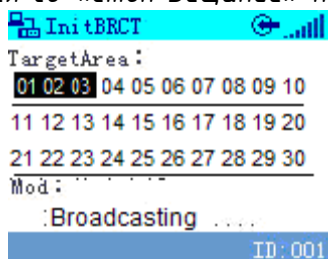 InitBRCT
TargetArea:
01 02 03 04 05 06 07 08 09 10
11 12 13 14 15 16 17 18 19 20
21 22 23 24 25 26 27 28 29 30
Mod:
:Broadcasting ....
ID:001